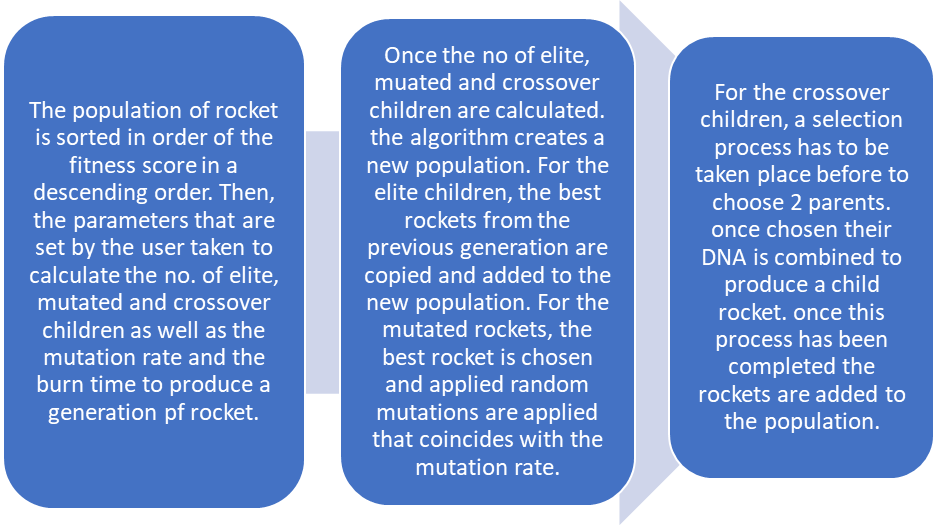 The population of rocket
is sorted in order of the
fitness score in a
descending order. Then,
the parameters that are
set by the user taken to
calculate the no. of elite,
mutated and crossover
children as well as the
mutation rate and the
burn time to produce a
generation pf rocket.
Once the no of elite,
muated and crossover
children are calculated.
the algorithm creates a
new population. For the
elite children, the best
rockets from the
previous generation are
copied and added to the
new population. For the
mutated rockets, the
best rocket is chosen
and applied random
mutations are applied
that coincides with the
mutation rate.
For the crossover
children, a selection
process has to be
taken place before to
choose 2 parents.
once chosen their
DNA is combined to
produce a child
rocket. once this
process has been
completed the
rockets are added to
the population.